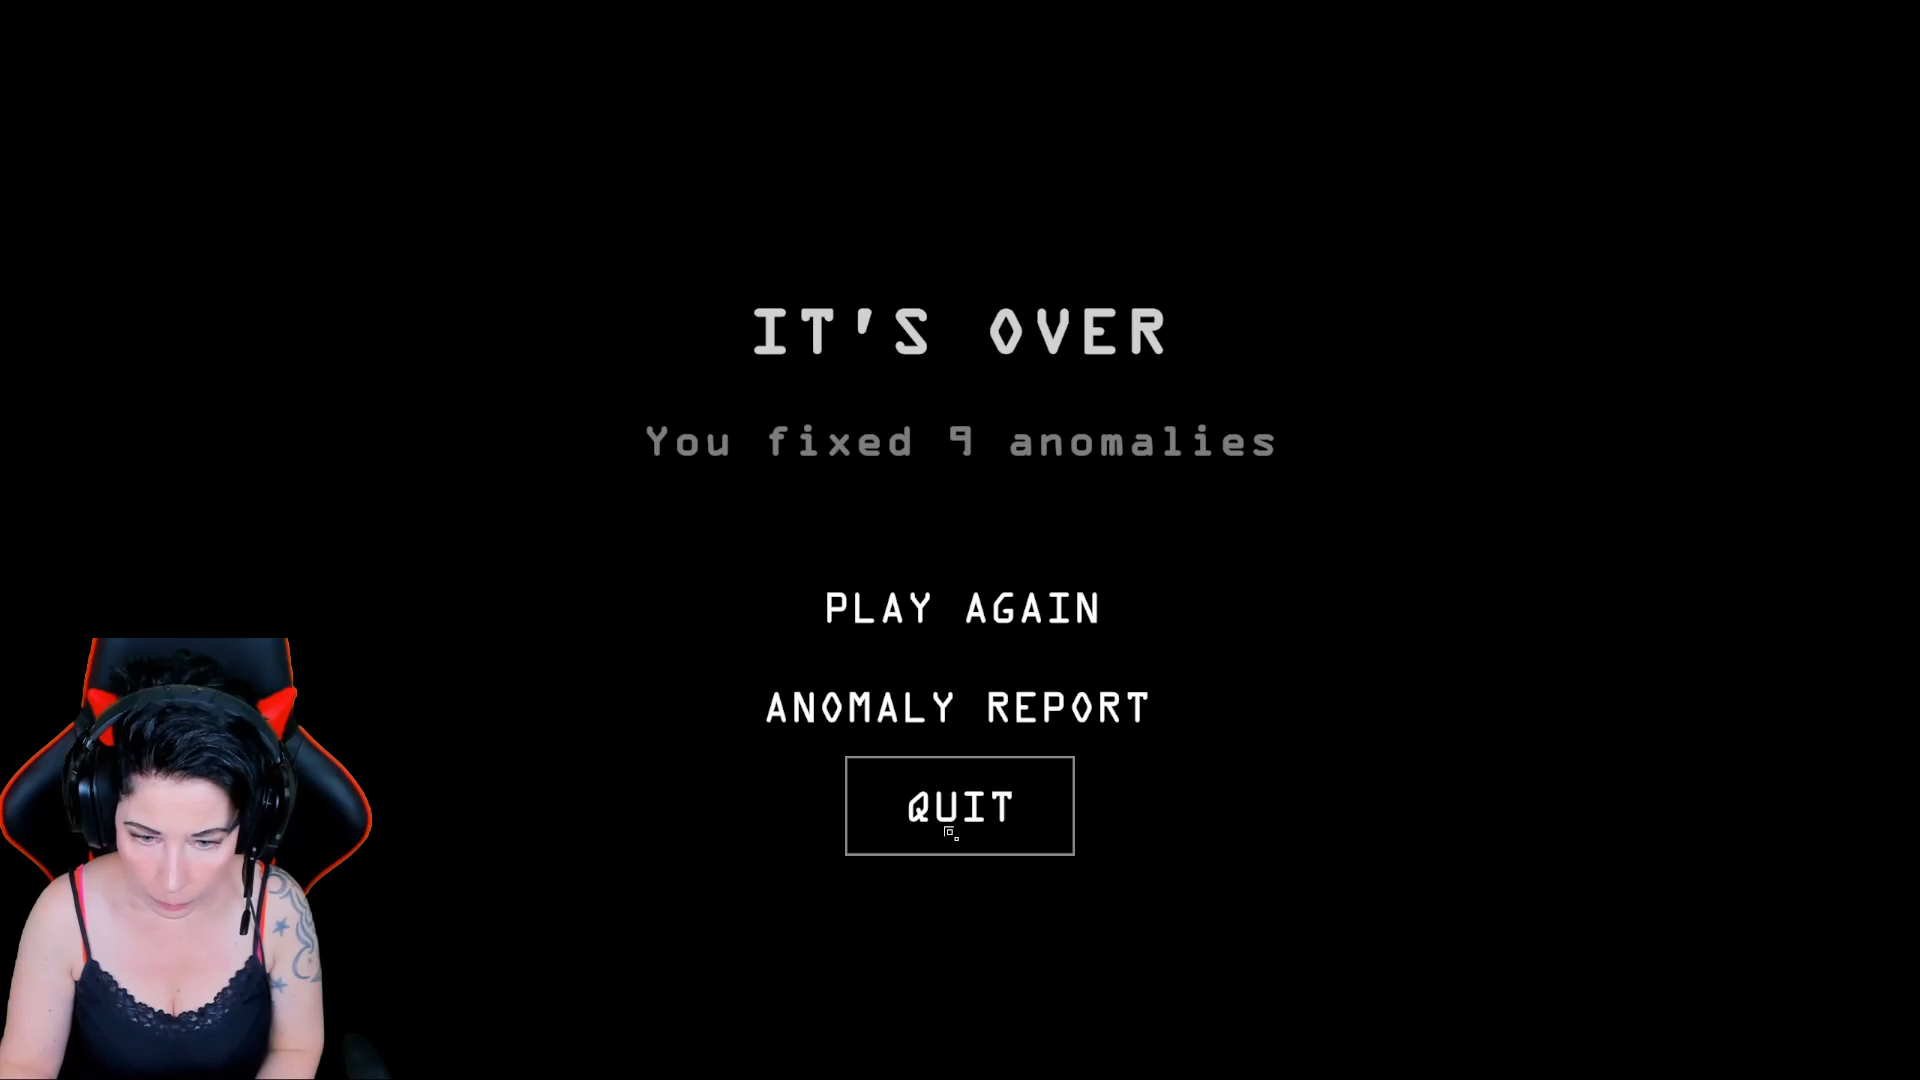 IT'S OVER
You fixed 9 anomalies
PLAY AGAIN
ANOMALY REPORT
QUIT